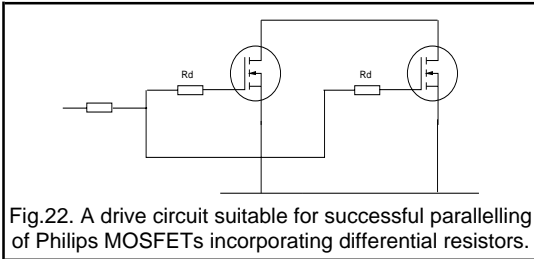 Rd Rd
Fig.22. A drive circuit suitable for successful parallelling
of Philips MOSFETs incorporating differential resistors.